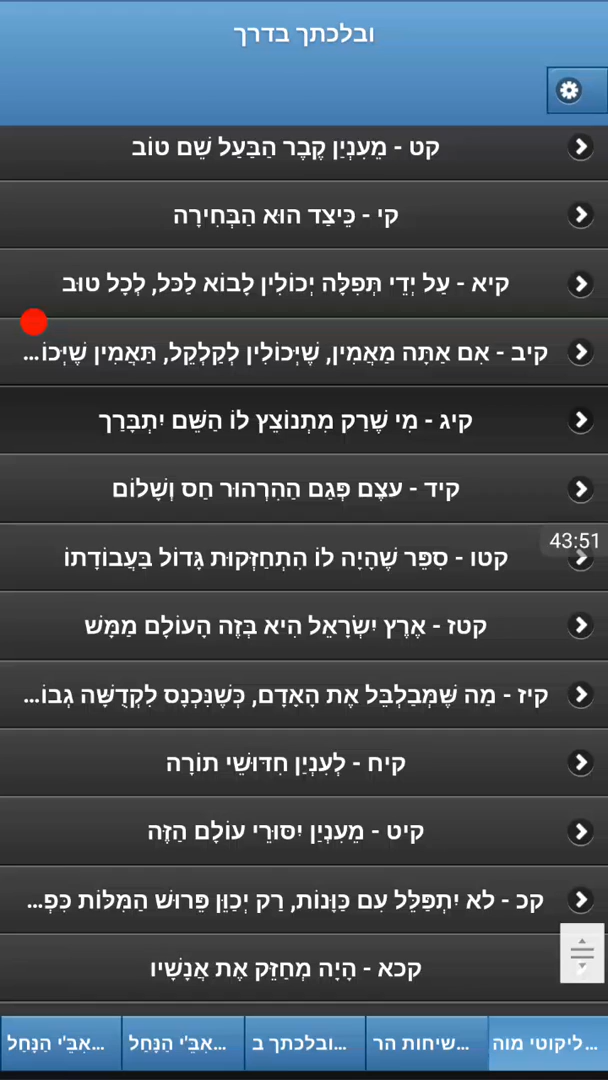 ובלכתך בדרך
קט - מֵעִנְיַן קֶבֶר הַבַּעַל שֵׁם טוֹב
קי - כֵּיצַד הוּא הַבְּחִירָה
קיא - עַל יְדֵי תְּפִלָּה יְכוֹלִין לָבוֹא לַכֹּל, לְכָל טוּב
קיב - אִם אַתָּה מַאֲמִין, שֶׁיְּכוֹלִין לְקַלְקֵל, תַּאֲמִין שֶׁיְּכוֹ...
קיג - מִי שֶׁרַק מִתְנוֹצֵץ לוֹ הַשֵּׁם יִתְבָּרַךְ
קיד - עֹצֶם פְּגַם הַהִרְהוּר חַס וְשָׁלוֹם
43:51
קטו - סִפֵּר שֶׁהָיָה לוֹ הִתְחַזְּקוּת גָּדוֹל בַּעֲבוֹדָתוֹ
קטז - אֶרֶץ יִשְׂרָאֵל הִיא בְּזֶה הָעוֹלָם מַמָּשׁ
קיז - מַה שֶּׁמְּבַלְבֵּל אֶת הָאָדָם, כְּשֶׁנִּכְנָס לִקְדֻשָּׁה גְבוֹ...
קיח - לְעִנְיַן חִדּוּשֵׁי תוֹרָה
קיט - מֵעִנְיַן יִסּוּרֵי עוֹלָם הַזֶּה
קכ - לֹא יִתְפַּלֵּל עִם כַּוָּנוֹת, רַק יְכַוֵּן פֵּרוּשׁ הַמִּלּוֹת כִּפְ...
קכא - הָיָה מְחַזֵּק אֶת אֲנָשָׁיו
ליקוטי מוה...
שיחות הר...
ובלכתך ב...
אִבֵּי הַנָּחַל...
אִבֵּי הַנָּחַל...